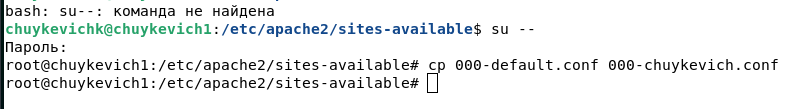 bash: su--: команда не найдена
chuykevichk@chuykevich1:/etc/apache2/sites-available$ su --
Пароль:
root@chuykevich1:/etc/apache2/sites-available# cp 000-default.conf 000-chuykevich.conf
root@chuykevich1:/etc/apache2/sites-available#